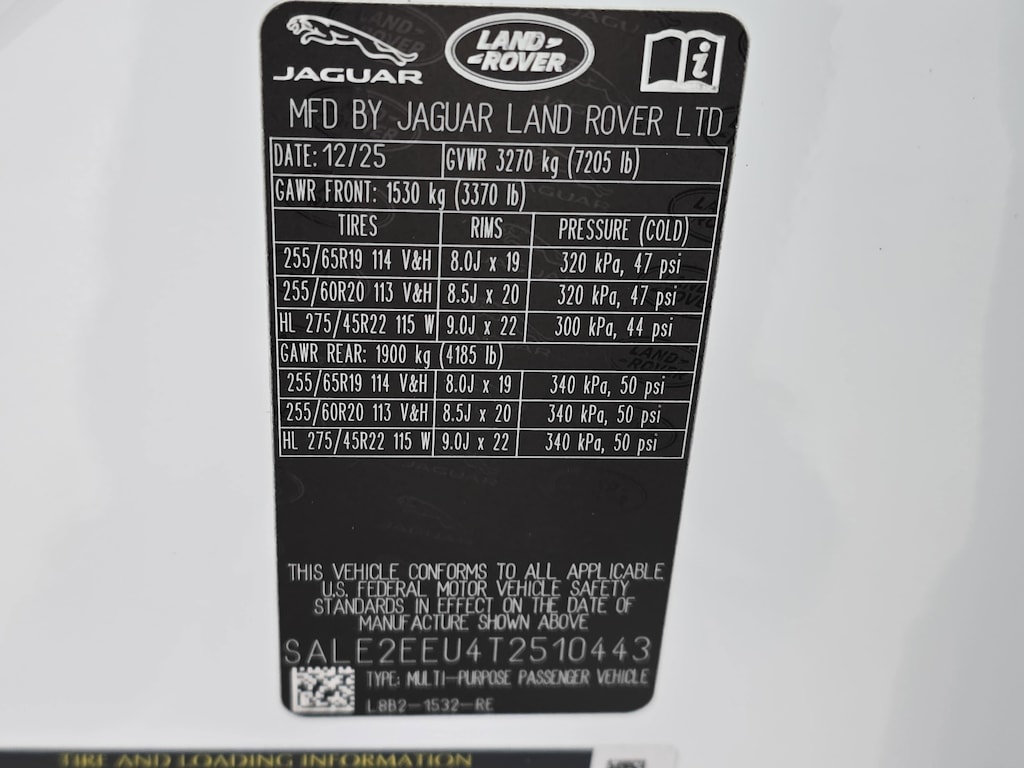 JAGUAR
LAND-
-ROVER
i
MFD BY JAGUAR LAND ROVER LTD
DATE: 12/25 GVWR 3270 kg (7205 lb)
GAWR FRONT: 1530 kg (3370 lb)
TIRES RIMS PRESSURE (COLD)
255/65R19 114 V&H 8.0J x 19 320 kPa, 47 psi
255/60R20 113 V&H 8.5J x 20 320 kPa, 47 psi
HL 275/45R22 115 W 9.0J x 22 300 kPa, 44 psi
GAWR REAR: 1900 kg (4185 lb)
255/65R19 114 V&H 8.0J x 19 340 kPa, 50 psi
255/60R20 113 V&H 8.5J x 20 340 kPa, 50 psi
HL 275/45R22 115 W 9.0J x 22 340 kPa, 50 psi
THIS VEHICLE CONFORMS TO ALL APPLICABLE
U.S. FEDERAL MOTOR VEHICLE SAFETY
STANDARDS IN EFFECT ON THE DATE OF
MANUFACTURE SHOWN ABOVE
SALE2EEU4T2510443
TYPE: MULTI-PURPOSE PASSENGER VEHICLE
L8B2-1532-RE
TIRE AND LOADING INFORMATION